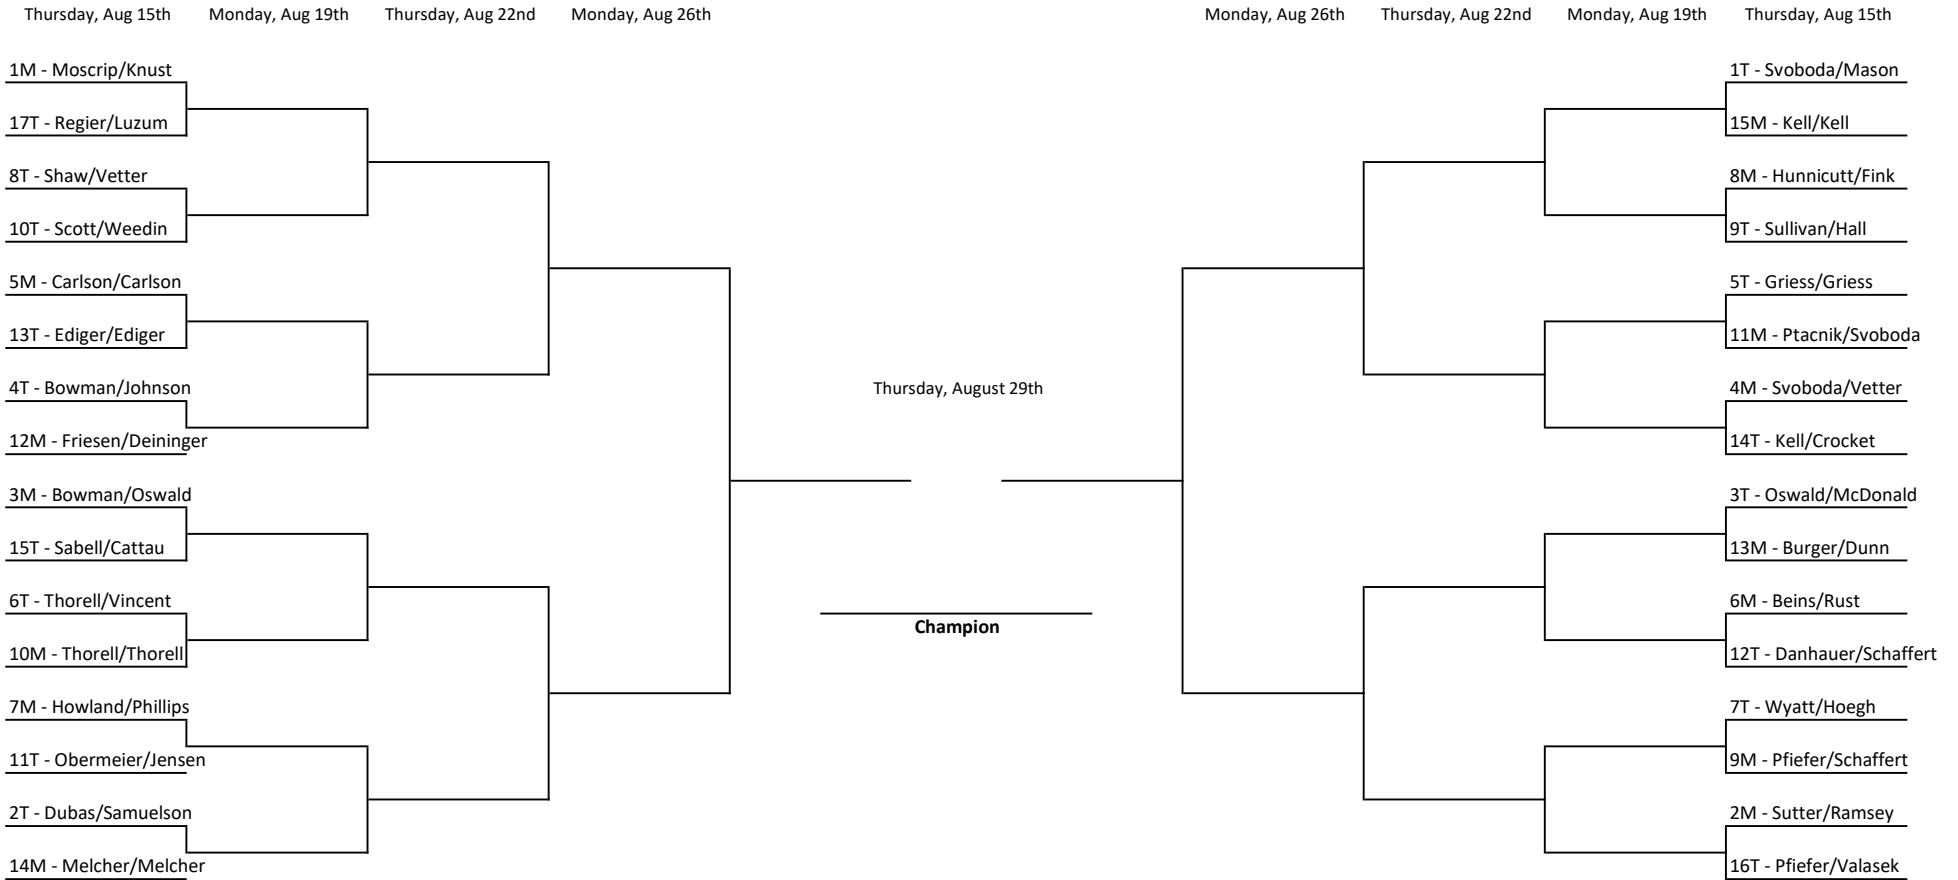 Thursday, Aug 15th Monday, Aug 19th Thursday, Aug 22nd Monday, Aug 26th Monday, Aug 26th Thursday, Aug 22nd Monday, Aug 19th Thursday, Aug 15th
1M - Moscrip/Knust 1T - Svoboda/Mason
17T - Regier/Luzum 15M - Kell/Kell
8T - Shaw/Vetter 8M - Hunnicutt/Fink
10T - Scott/Weedin 9T - Sullivan/Hall
5M - Carlson/Carlson 5T - Griess/Griess
13T - Ediger/Ediger 11M - Ptacnik/Svoboda
4T - Bowman/Johnson Thursday, August 29th 4M - Svoboda/Vetter
12M - Friesen/Deininger 14T - Kell/Crocket
3M - Bowman/Oswald 3T - Oswald/McDonald
15T - Sabell/Cattau 13M - Burger/Dunn
6T - Thorell/Vincent 6M - Beins/Rust
Champion
10M - Thorell/Thorell 12T - Danhauer/Schaffert
7M - Howland/Phillips 7T - Wyatt/Hoegh
11T - Obermeier/Jensen 9M - Pfiefer/Schaffert
2T - Dubas/Samuelson 2M - Sutter/Ramsey
14M - Melcher/Melcher 16T - Pfiefer/Valasek